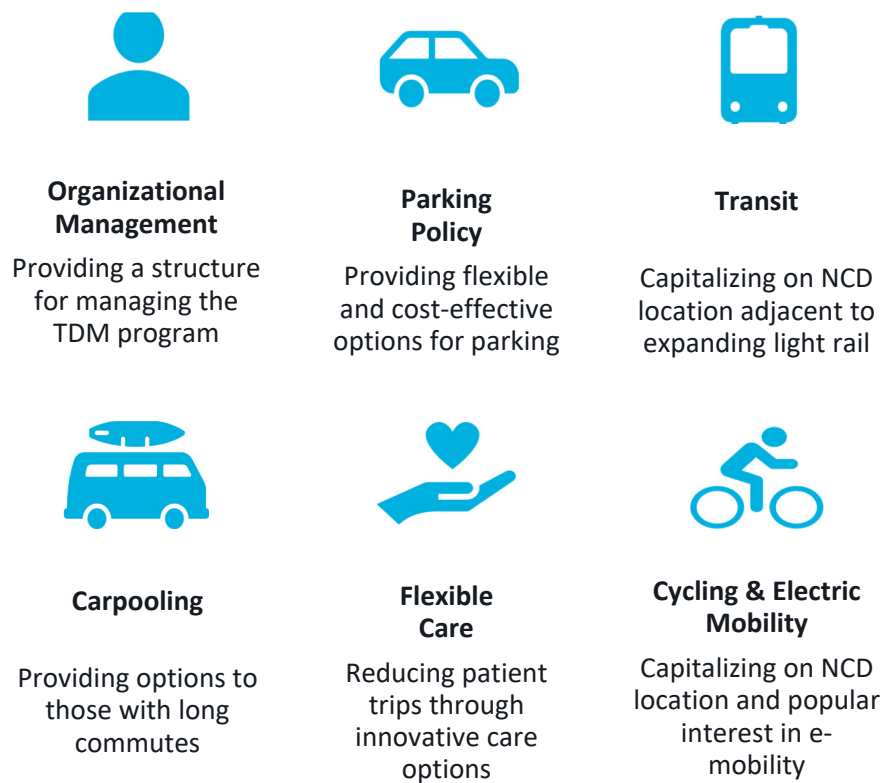 Organizational
Management
Providing a structure
for managing the
TDM program
Parking
Policy
Providing flexible
and cost-effective
options for parking
Transit
Capitalizing on NCD
location adjacent to
expanding light rail
Carpooling
Providing options to
those with long
commutes
Flexible
Care
Reducing patient
trips through
innovative care
options
Cycling & Electric
Mobility
Capitalizing on NCD
location and popular
interest in e-
mobility